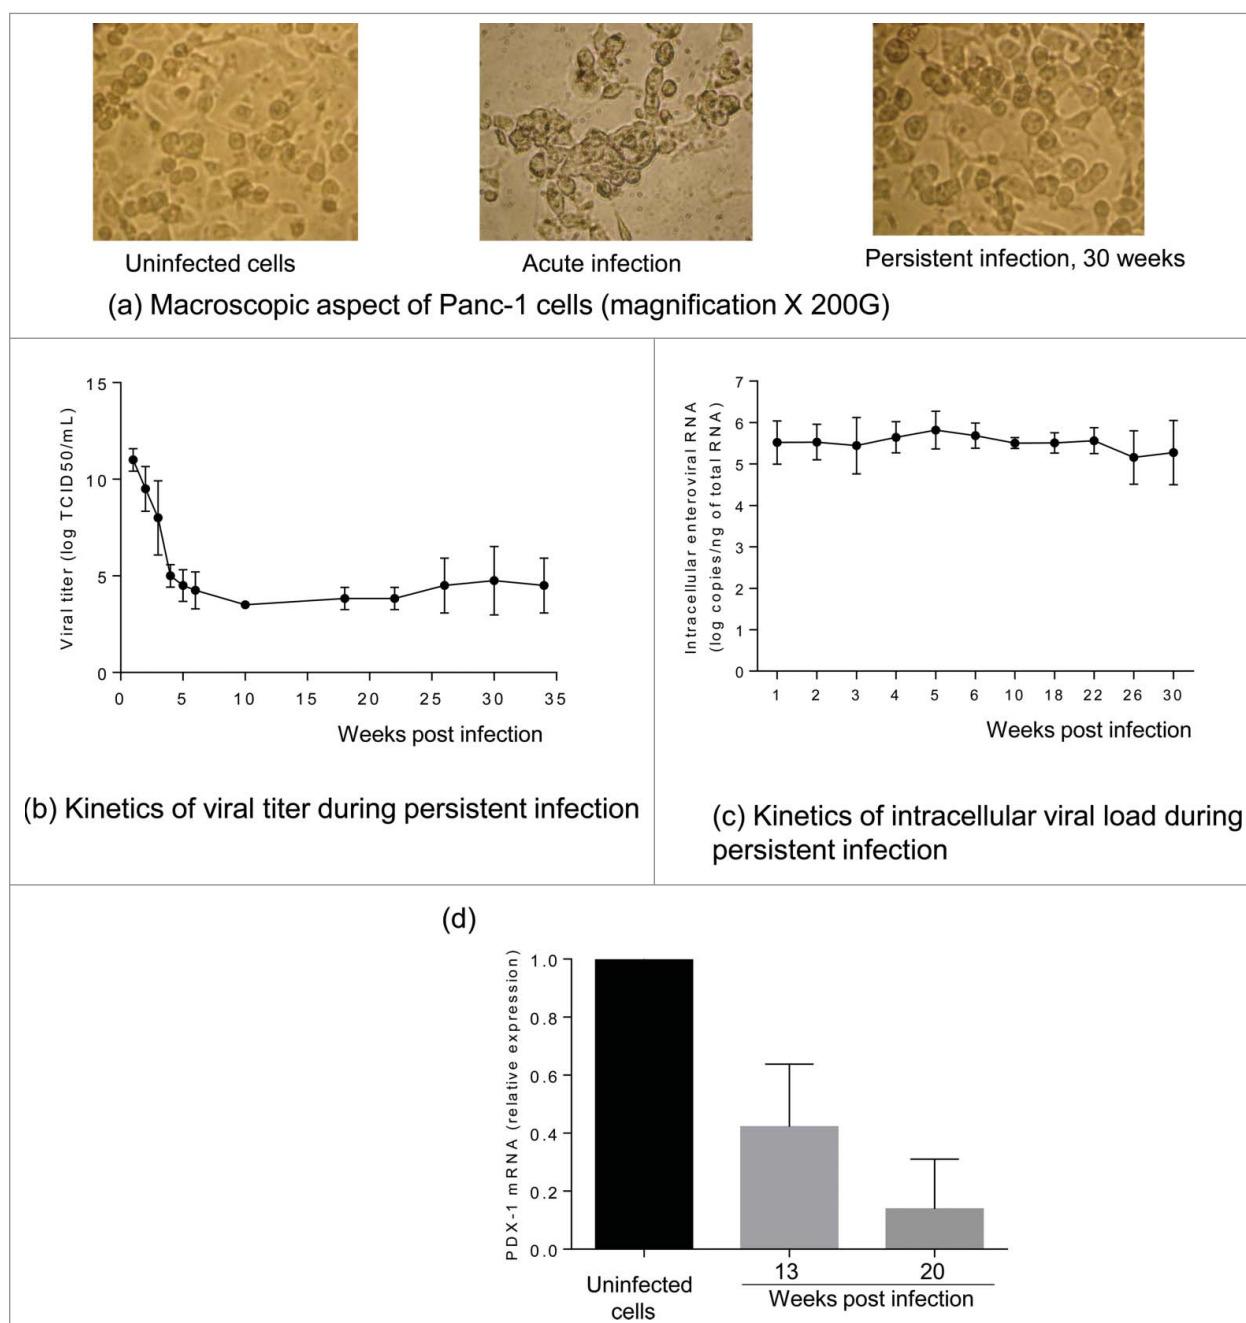 Uninfected cells
Acute infection
Persistent infection, 30 weeks
(a) Macroscopic aspect of Panc-1 cells (magnification X 200G)
Viral titer (log TCID50/mL)
15
10
5
0
0 5 10 15 20 25 30 35
Weeks post infection
(b) Kinetics of viral titer during persistent infection
Intracellular enteroviral RNA
(log copies/ng of total RNA)
7
6
5
4
3
2
1
0
1 2 3 4 5 6 10 18 22 26 30
Weeks post infection
(c) Kinetics of intracellular viral load during
persistent infection
(d)
PDX-1 mRNA (relative expression)
1.0
0.8
0.6
0.4
0.2
0.0
Uninfected
cells
13 20
Weeks post infection